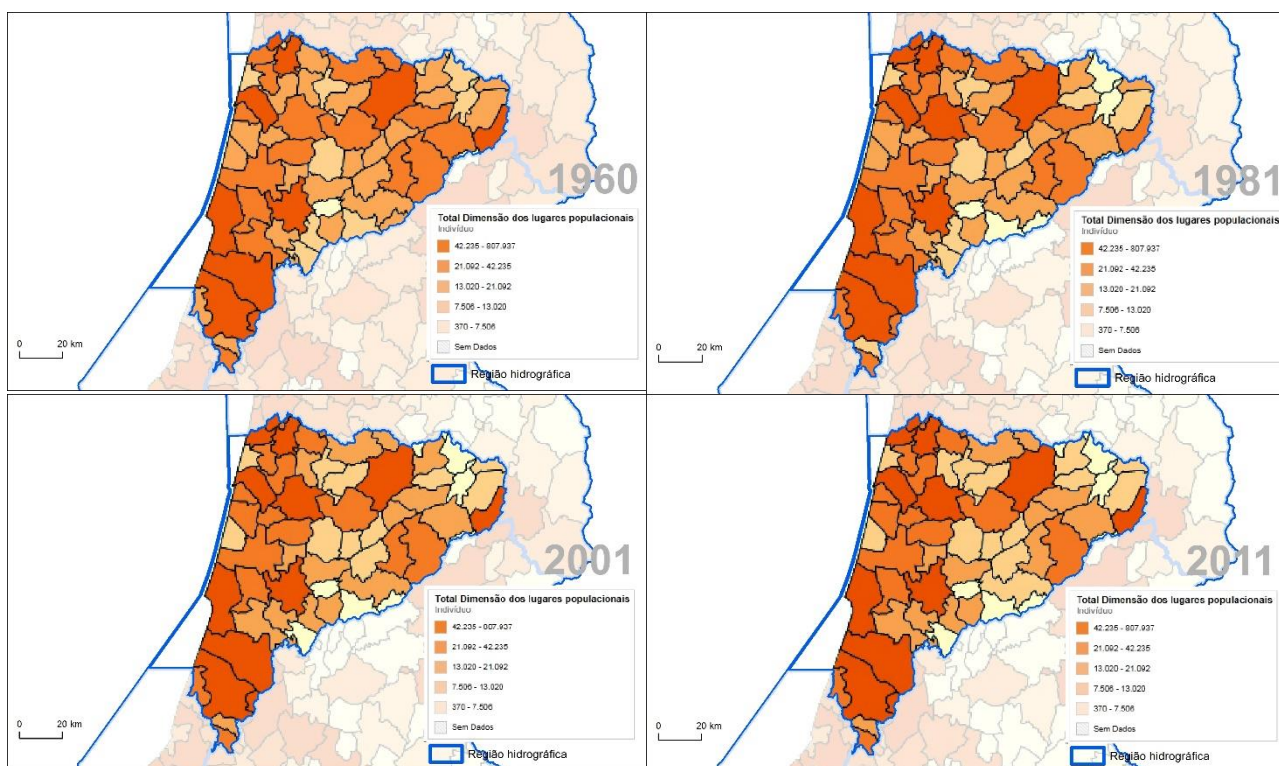 1960
Total Dimensão dos lugares populacionais
Indivíduo
42.235 - 807.937
21.092 - 42.235
13.020 - 21.092
7.506 - 13.020
370 - 7.506
Sem Dados
0 20 km
Região hidrográfica
1981
Total Dimensão dos lugares populacionais
Indivíduo
42.235 - 807.937
21.092 - 42.235
13.020 - 21.092
7.506 - 13.020
370 - 7.506
Sem Dados
0 20 km
Região hidrográfica
2001
Total Dimensão dos lugares populacionais
Indivíduo
42.235 - 807.937
21.092 - 42.235
13.020 - 21.092
7.506 - 13.020
370 - 7.506
Sem Dados
0 20 km
Região hidrográfica
2011
Total Dimensão dos lugares populacionais
Indivíduo
42.235 - 807.937
21.092 - 42.235
13.020 - 21.092
7.506 - 13.020
370 - 7.506
Sem Dados
0 20 km
Região hidrográfica